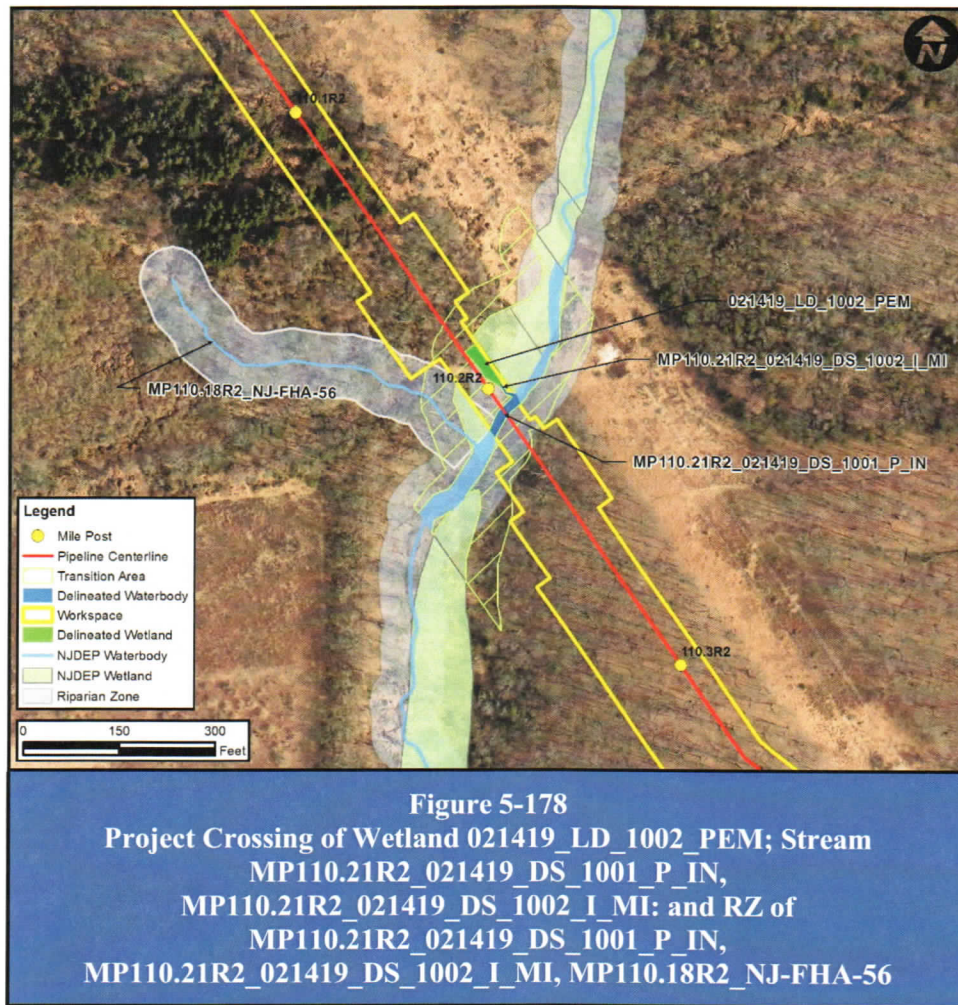 N
10.1R2
021419_LD_1002_PEM
MP110.21R2_021419_DS_1002_I_MI
110.2R2
MP110.18R2_NJ-FHA-56
MP110.21R2_021419_DS_1001_P_IN
Legend
Mile Post
Pipeline Centerline
Transition Area
Delineated Waterbody
Workspace
Delineated Wetland
NJDEP Waterbody
NJDEP Wetland
Riparian Zone
110.3R2
0 150 300
Feet
Figure 5-178
Project Crossing of Wetland 021419_LD_1002_PEM; Stream
MP110.21R2_021419_DS_1001_P_IN,
MP110.21R2_021419_DS_1002_I_MI: and RZ of
MP110.21R2_021419_DS_1001_P_IN,
MP110.21R2_021419_DS_1002_I_MI, MP110.18R2_NJ-FHA-56